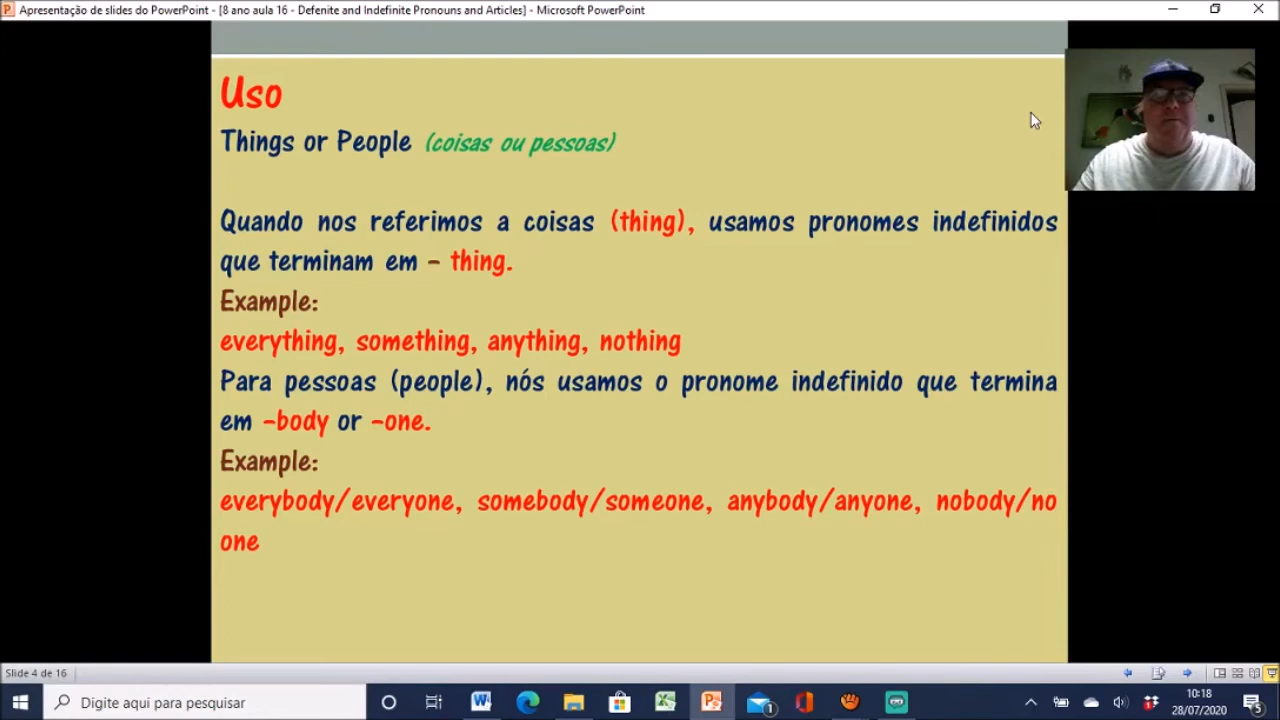 Apresentação de slides do PowerPoint - [8 ano aula 16 - Defenite and Indefinite Pronouns and Articles] - Microsoft PowerPoint
Uso
Things or People (coisas ou pessoas)
Quando nos referimos a coisas (thing), usamos pronomes indefinidos
que terminam em – thing.
Example:
everything, something, anything, nothing
Para pessoas (people), nós usamos o pronome indefinido que termina
em -body or -one.
Example:
everybody/everyone, somebody/someone, anybody/anyone, nobody/no
one
Slide 4 de 16
Digite aqui para pesquisar
1
10:18
28/07/2020
5